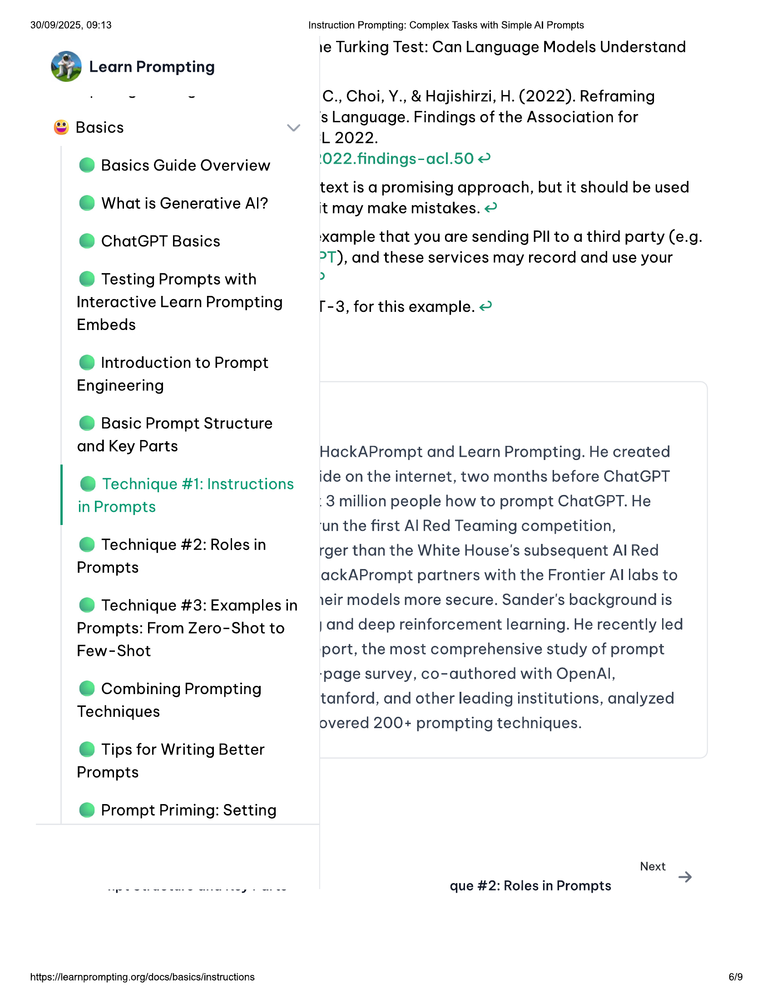 30/09/2025, 09:13
Instruction Prompting: Complex Tasks with Simple AI Prompts
Learn Prompting
Basics
Basics Guide Overview
What is Generative AI?
ChatGPT Basics
Testing Prompts with
Interactive Learn Prompting
Embeds
Introduction to Prompt
Engineering
Basic Prompt Structure
and Key Parts
Technique #1: Instructions
in Prompts
Technique #2: Roles in
Prompts
Technique #3: Examples in
Prompts: From Zero-Shot to
Few-Shot
Combining Prompting
Techniques
Tips for Writing Better
Prompts
Prompt Priming: Setting
Turking Test: Can Language Models Understand
C., Choi, Y., & Hajishirzi, H. (2022). Reframing
Language. Findings of the Association for
2022.
2022.findings-acl.50 ↩
text is a promising approach, but it should be used
it may make mistakes. ↩
example that you are sending PII to a third party (e.g.
PT), and these services may record and use your
T-3, for this example. ↩
HackAPrompt and Learn Prompting. He created
ide on the internet, two months before ChatGPT
3 million people how to prompt ChatGPT. He
run the first AI Red Teaming competition,
rger than the White House's subsequent AI Red
ackAPrompt partners with the Frontier AI labs to
heir models more secure. Sander's background is
and deep reinforcement learning. He recently led
port, the most comprehensive study of prompt
-page survey, co-authored with OpenAI,
tanford, and other leading institutions, analyzed
overed 200+ prompting techniques.
Next
que #2: Roles in Prompts
https://learnprompting.org/docs/basics/instructions
6/9